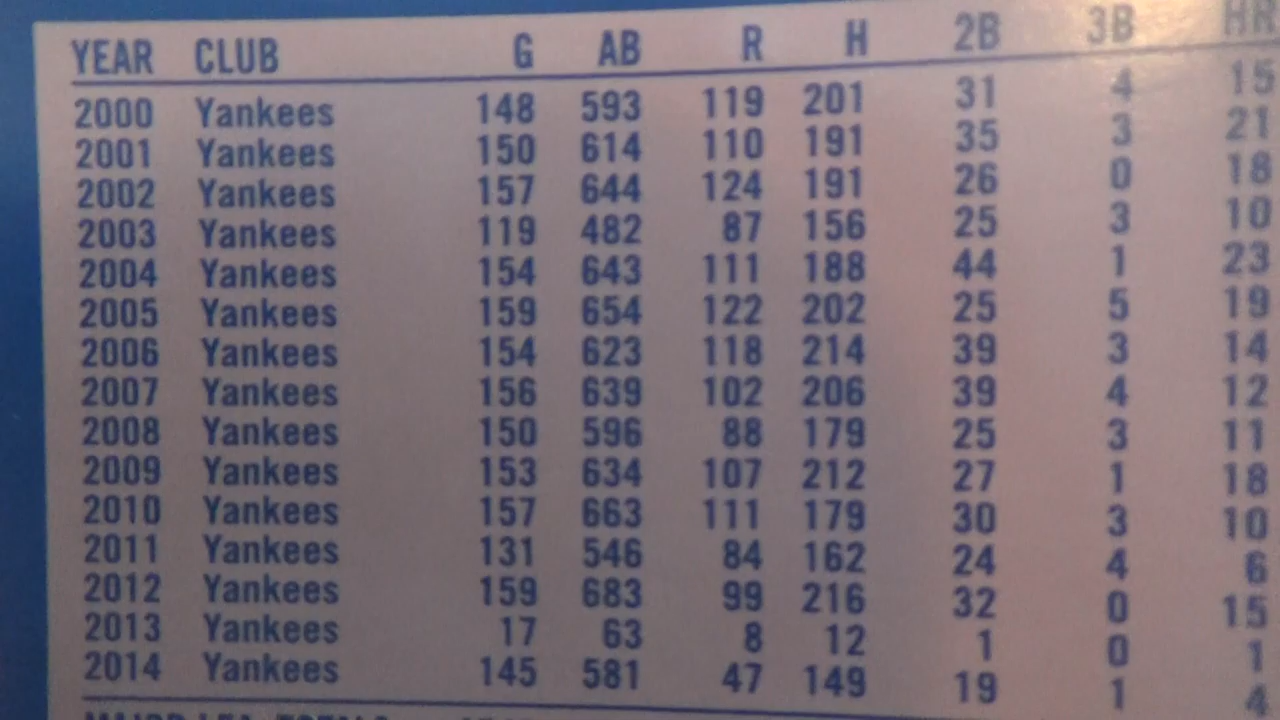 YEAR CLUB G AB R H 2B 3B HR
2000 Yankees 148 593 119 201 31 4 15
2001 Yankees 150 614 110 191 35 3 21
2002 Yankees 157 644 124 191 26 0 18
2003 Yankees 119 482 87 156 25 3 10
2004 Yankees 154 643 111 188 44 1 23
2005 Yankees 159 654 122 202 25 5 19
2006 Yankees 154 623 118 214 39 3 14
2007 Yankees 156 639 102 206 39 4 12
2008 Yankees 150 596 88 179 25 3 11
2009 Yankees 153 634 107 212 27 1 18
2010 Yankees 157 663 111 179 30 3 10
2011 Yankees 131 546 84 162 24 4 6
2012 Yankees 159 683 99 216 32 0 15
2013 Yankees 17 63 8 12 1 0 1
2014 Yankees 145 581 47 149 19 1 4